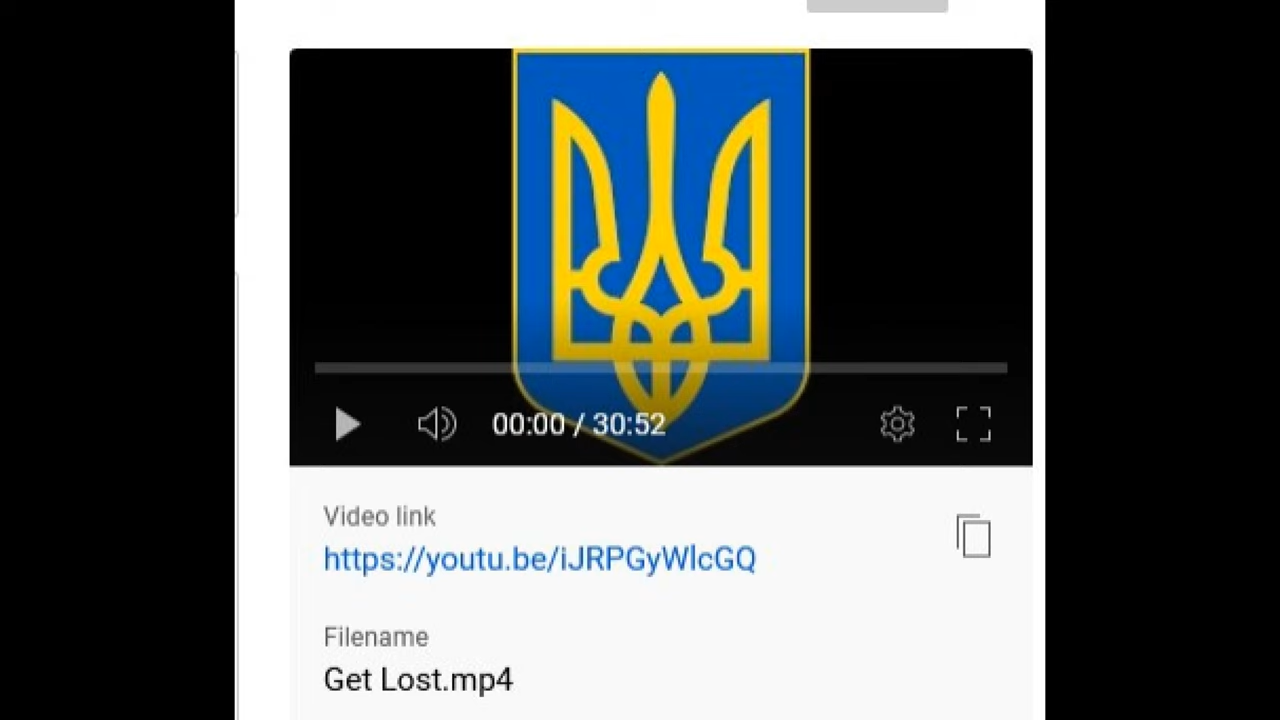 00:00 / 30:52
Video link
https://youtu.be/iJRPGyWlcGQ
Filename
Get Lost.mp4